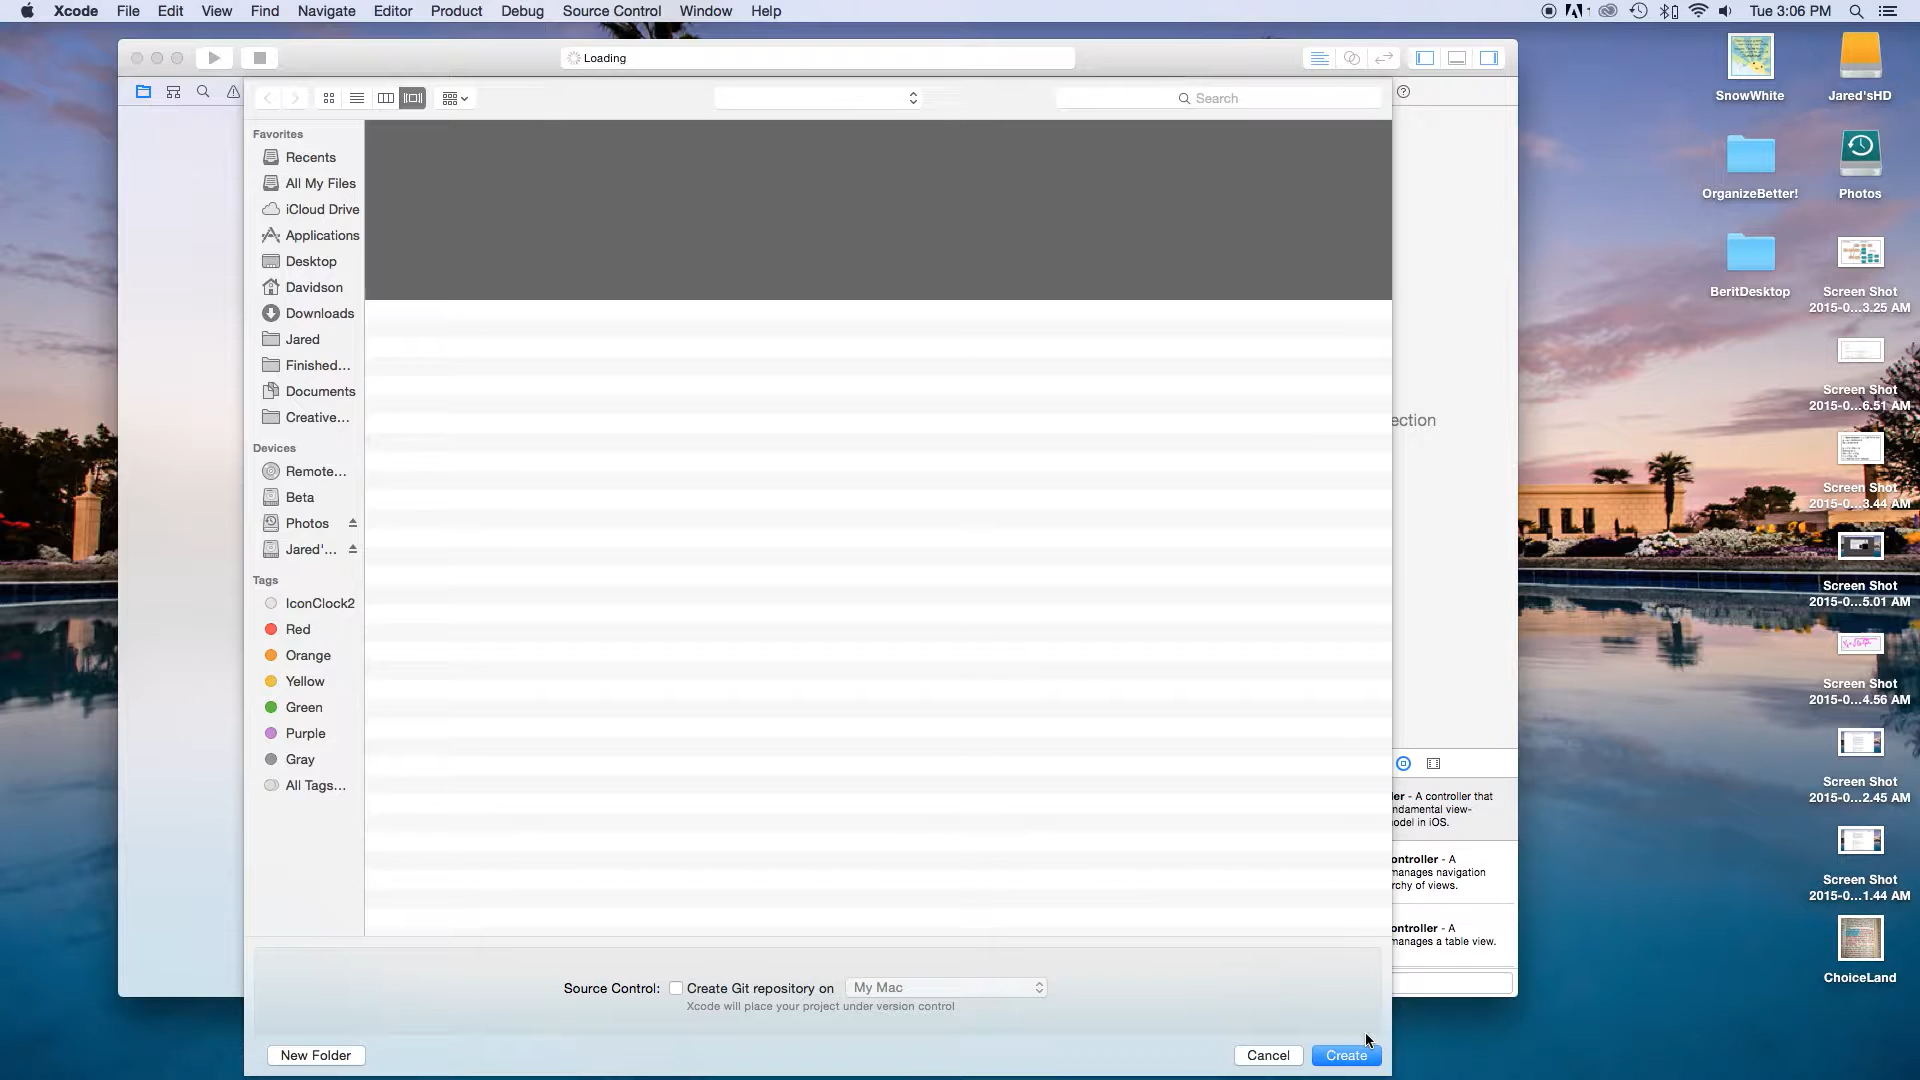 Xcode File Edit View Find Navigate Editor Product Debug Source Control Window Help
1 Tue 3:06 PM
Loading
Search
Favorites
Recents
All My Files
iCloud Drive
Applications
Desktop
Davidson
Downloads
Jared
Finished...
Documents
Creative...
Devices
Remote...
Beta
Photos
Jared'...
Tags
IconClock2
Red
Orange
Yellow
Green
Purple
Gray
All Tags...
ection
ler - A controller that
ndamental view-
odel in iOS.
ontroller - A
manages navigation
rchy of views.
ontroller - A
manages a table view.
Source Control: Create Git repository on My Mac
Xcode will place your project under version control
New Folder Cancel Create
SnowWhite
Jared'sHD
OrganizeBetter!
Photos
BeritDesktop
Screen Shot
2015-0...3.25 AM
Screen Shot
2015-0...6.51 AM
Screen Shot
2015-0...3.44 AM
Screen Shot
2015-0...5.01 AM
Screen Shot
2015-0...4.56 AM
Screen Shot
2015-0...2.45 AM
Screen Shot
2015-0...1.44 AM
ChoiceLand